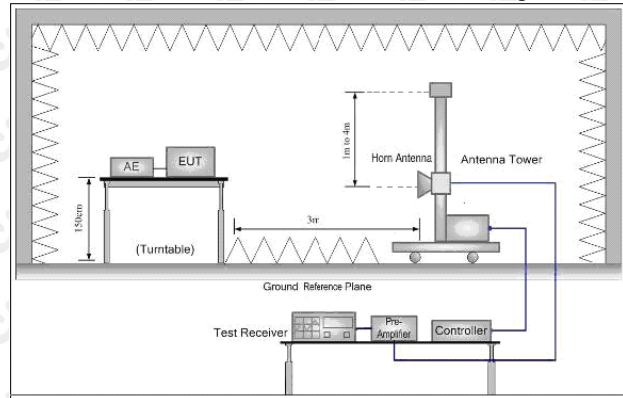 1m to 4m
Horn Antenna
Antenna Tower
AE
EUT
150cm
(Turntable)
3m
Ground Reference Plane
Test Receiver
Pre-
Amplifier
Controller